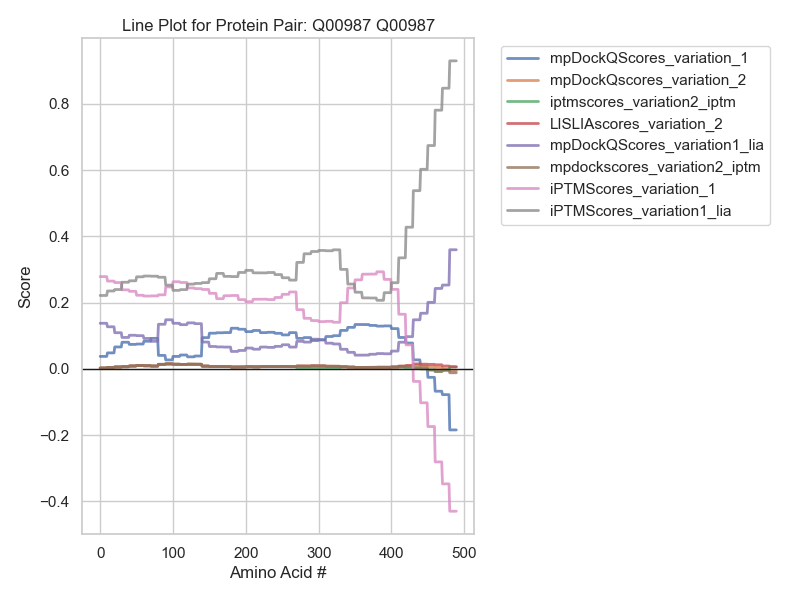 Line Plot for Protein Pair: Q00987 Q00987
mpDockQScores_variation_1
mpDockQscores_variation_2
iptmscores_variation2_iptm
LISLIAscores_variation_2
mpDockQScores_variation1_lia
mpdockscores_variation2_iptm
iPTMScores_variation_1
iPTMScores_variation1_lia
Score
0.8
0.6
0.4
0.2
0.0
−0.2
−0.4
0 100 200 300 400 500
Amino Acid #